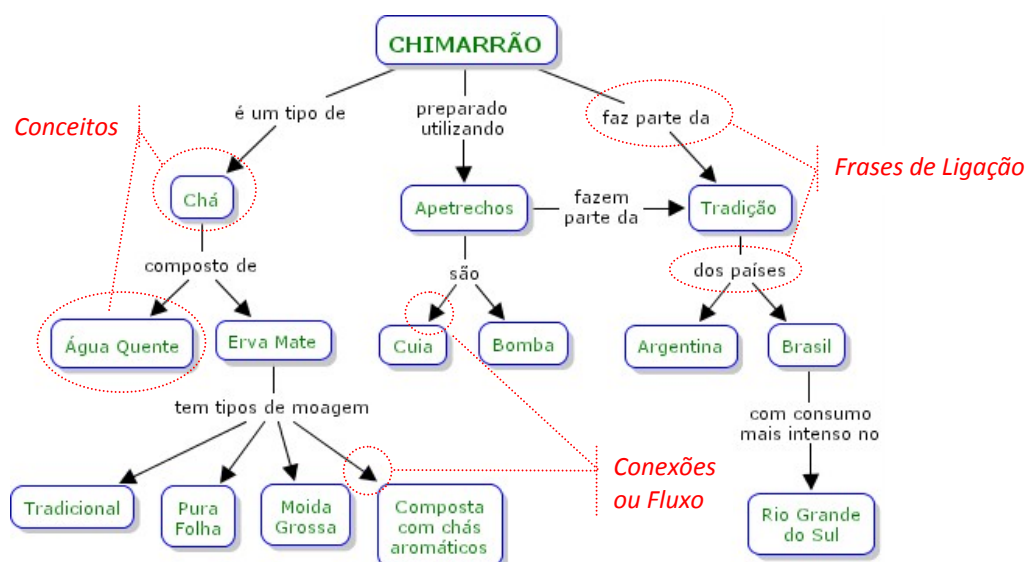 CHIMARRÃO
é um tipo de
preparado
utilizando
faz parte da
Conceitos
Frases de Ligação
Chá
Apetrechos
fazem
parte da
Tradição
composto de
são
dos países
Água Quente
Erva Mate
Cuia
Bomba
Argentina
Brasil
tem tipos de moagem
com consumo
mais intenso no
Conexões
ou Fluxo
Tradicional
Pura
Folha
Moida
Grossa
Composta
com chás
aromáticos
Rio Grande
do Sul